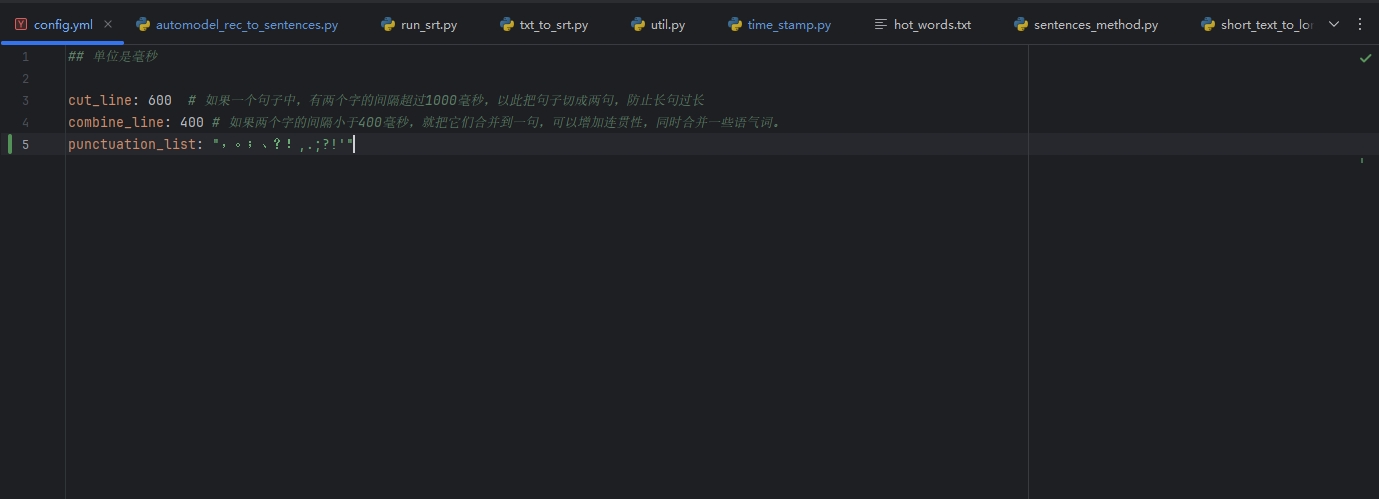 config.yml automodel_rec_to_sentences.py run_srt.py txt_to_srt.py util.py time_stamp.py hot_words.txt sentences_method.py short_text_to_lo
1 ## 单位是毫秒
2
3 cut_line: 600 # 如果一个句子中，有两个字的间隔超过1000毫秒，以此把句子切成两句，防止长句过长
4 combine_line: 400 # 如果两个字的间隔小于400毫秒，就把它们合并到一句，可以增加连贯性，同时合并一些语气词.
5 punctuation_list: "，。；、？！,.;?!'"